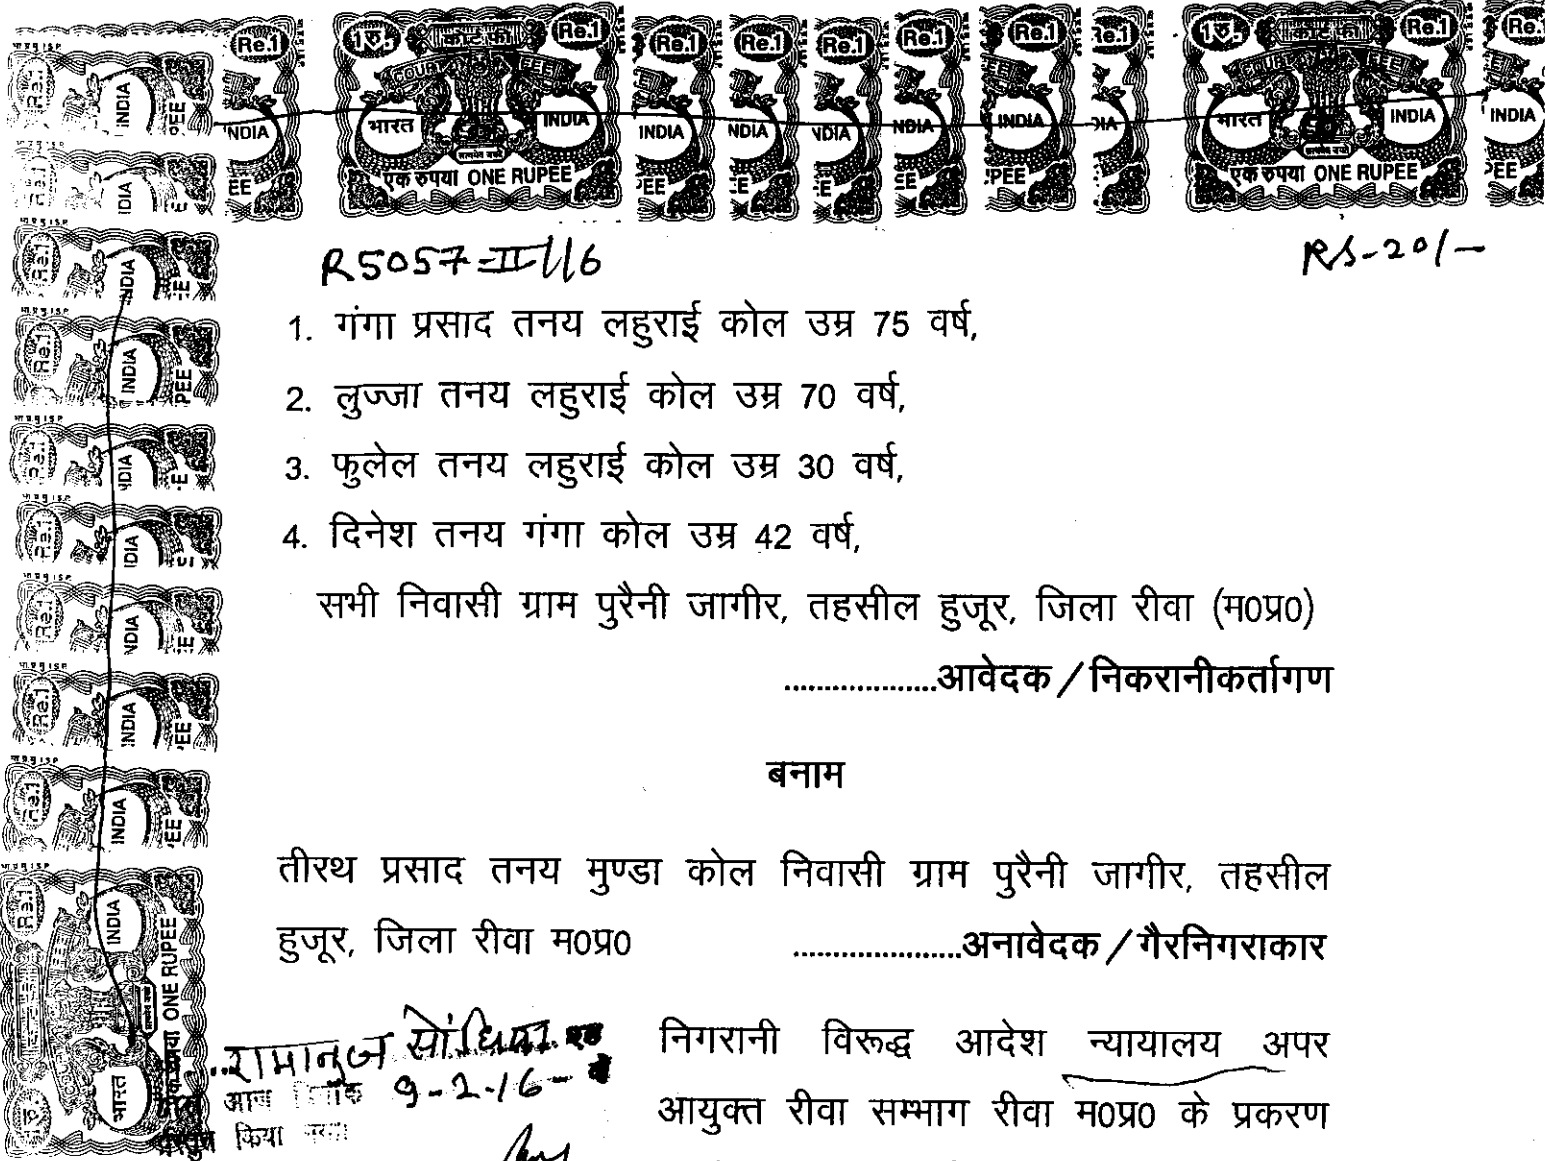 R5057-II/16
RS-20/-
1. गंगा प्रसाद तनय लहुराई कोल उम्र 75 वर्ष,
2. लुज्जा तनय लहुराई कोल उम्र 70 वर्ष,
3. फुलेल तनय लहुराई कोल उम्र 30 वर्ष,
4. दिनेश तनय गंगा कोल उम्र 42 वर्ष,
सभी निवासी ग्राम पुरैनी जागीर, तहसील हुजूर, जिला रीवा (म0प्र0)
...................आवेदक/निकरानीकर्तागण
बनाम
तीरथ प्रसाद तनय मुण्डा कोल निवासी ग्राम पुरैनी जागीर, तहसील
हुजूर, जिला रीवा म0प्र0 .....................अनावेदक/गैरनिगराकार
रामानुज
आज 9-2-16
किया
निगरानी विरूद्ध आदेश न्यायालय अपर
आयुक्त रीवा सम्भाग रीवा म0प्र0 के प्रकरण